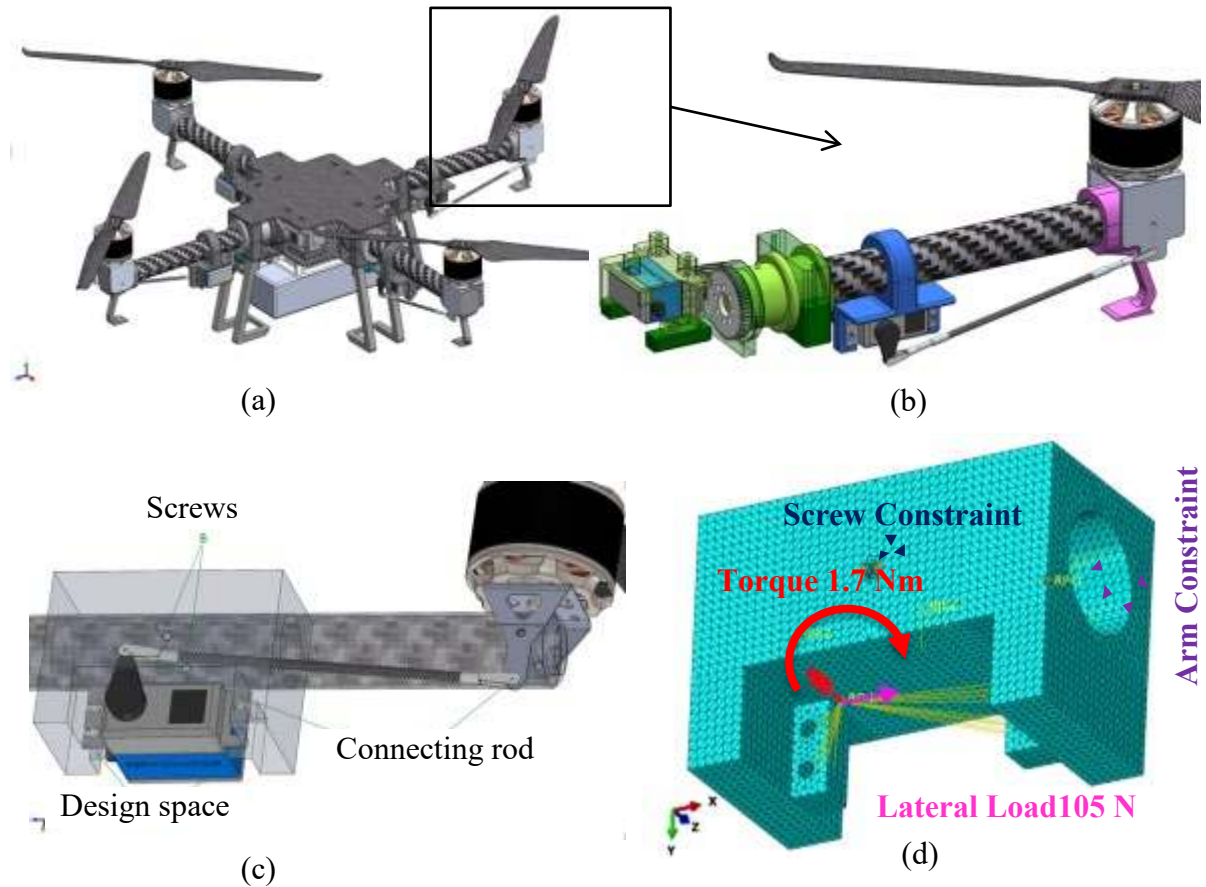 (a)
(b)
Screws
Connecting rod
Design space
(c)
Screw Constraint
Torque 1.7 Nm
Arm Constraint
Lateral Load105 N
X
Z
Y
(d)